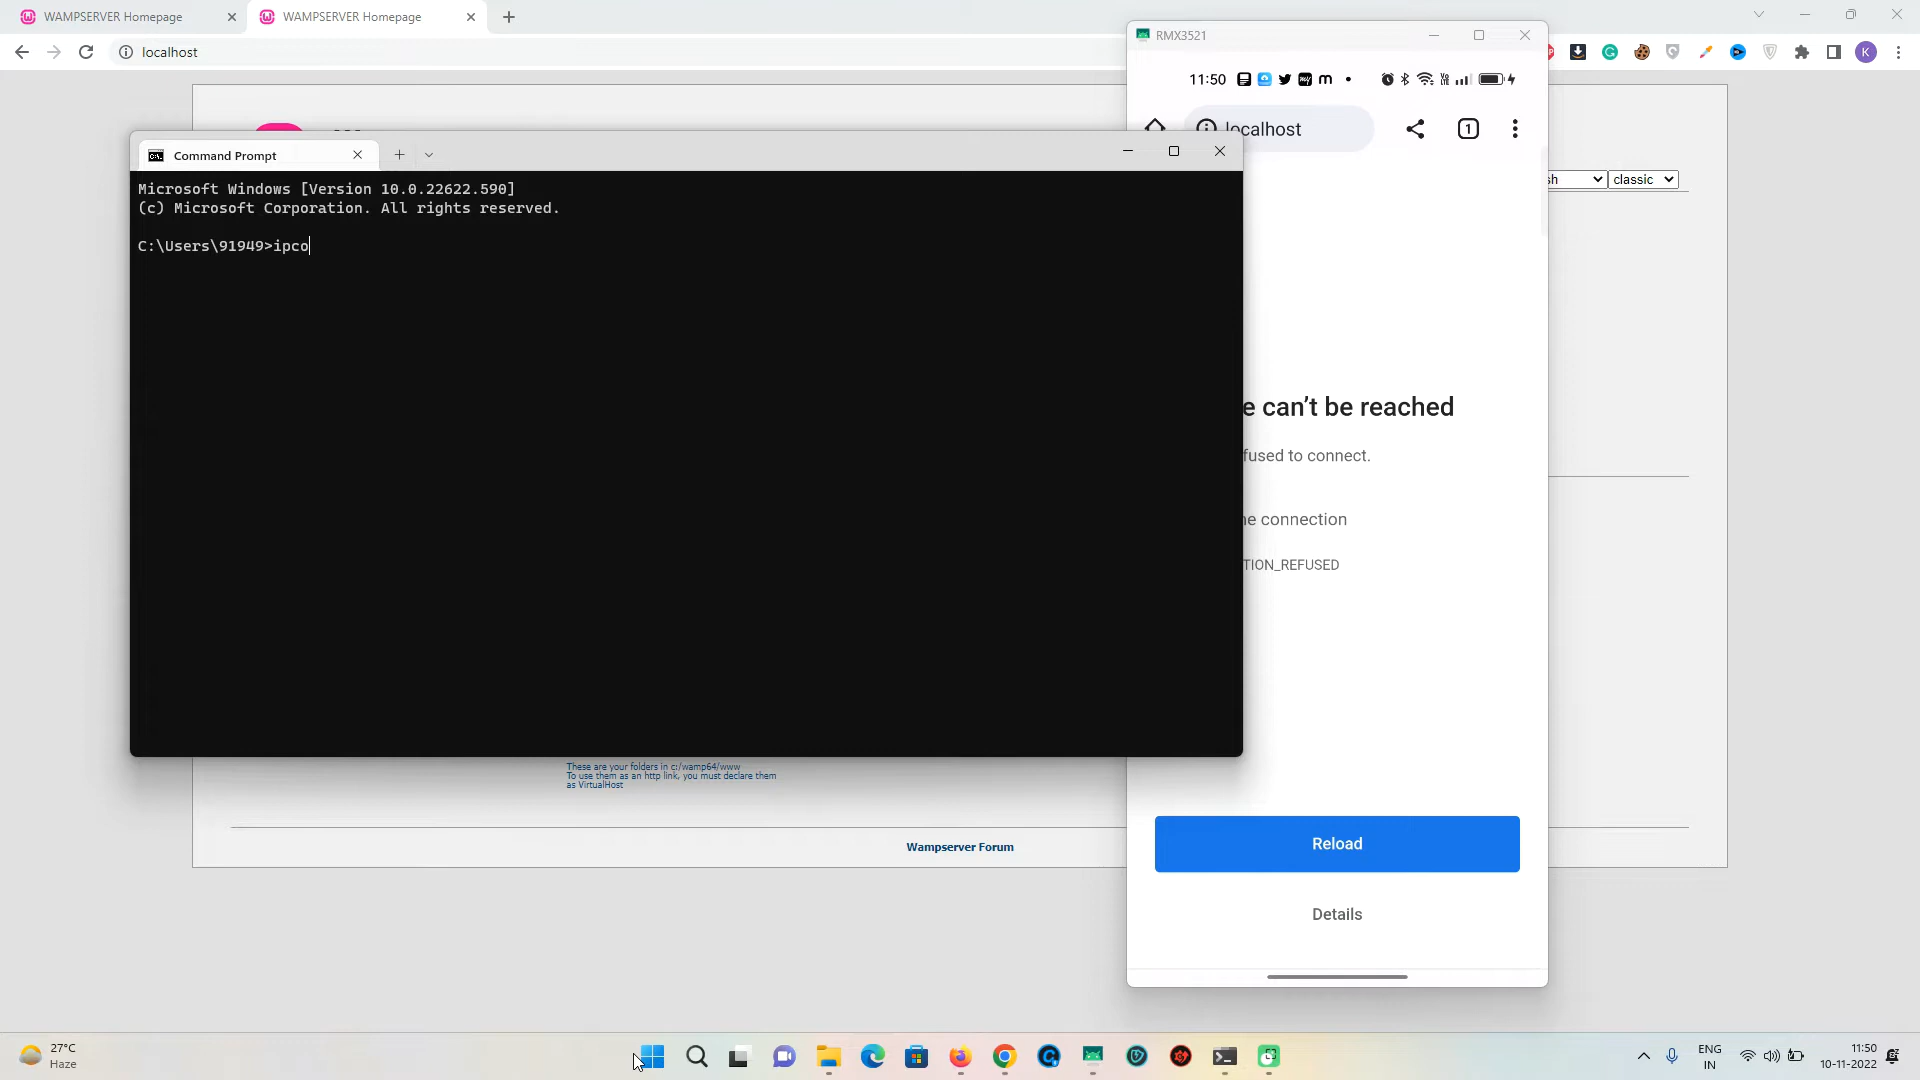 WAMPSERVER Homepage
WAMPSERVER Homepage
localhost
RMX3521
11:50
localhost
1
classic
Command Prompt
Microsoft Windows [Version 10.0.22622.590]
(c) Microsoft Corporation. All rights reserved.
C:\Users\91949>ipco
e can't be reached
fused to connect.
e connection
TION_REFUSED
Reload
Details
These are your folders in c:/wamp64/www
To use them as an http link, you must declare them
as VirtualHost
Wampserver Forum
27°C
Haze
ENG
IN
11:50
10-11-2022
K